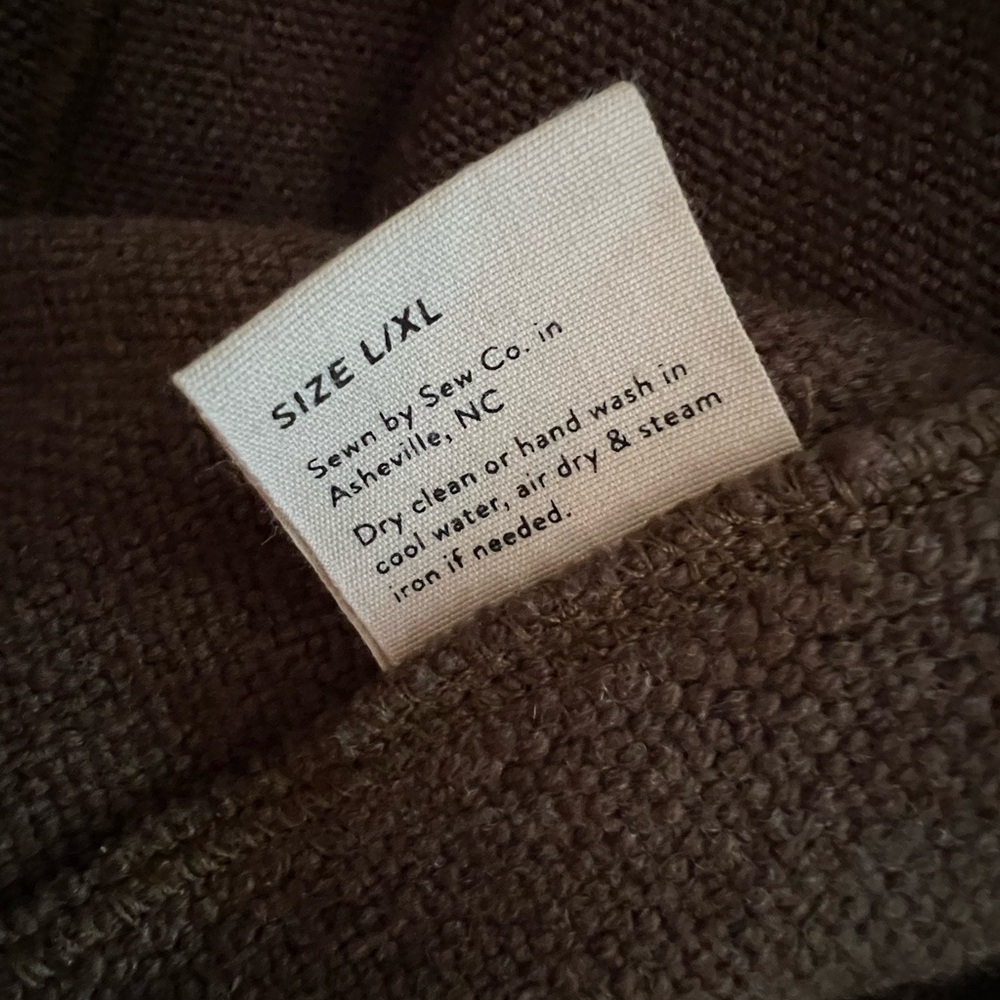 SIZE L/XL
Sewn by Sew Co. in
Asheville, NC
Dry clean or hand wash in
cool water, air dry & steam
iron if needed.